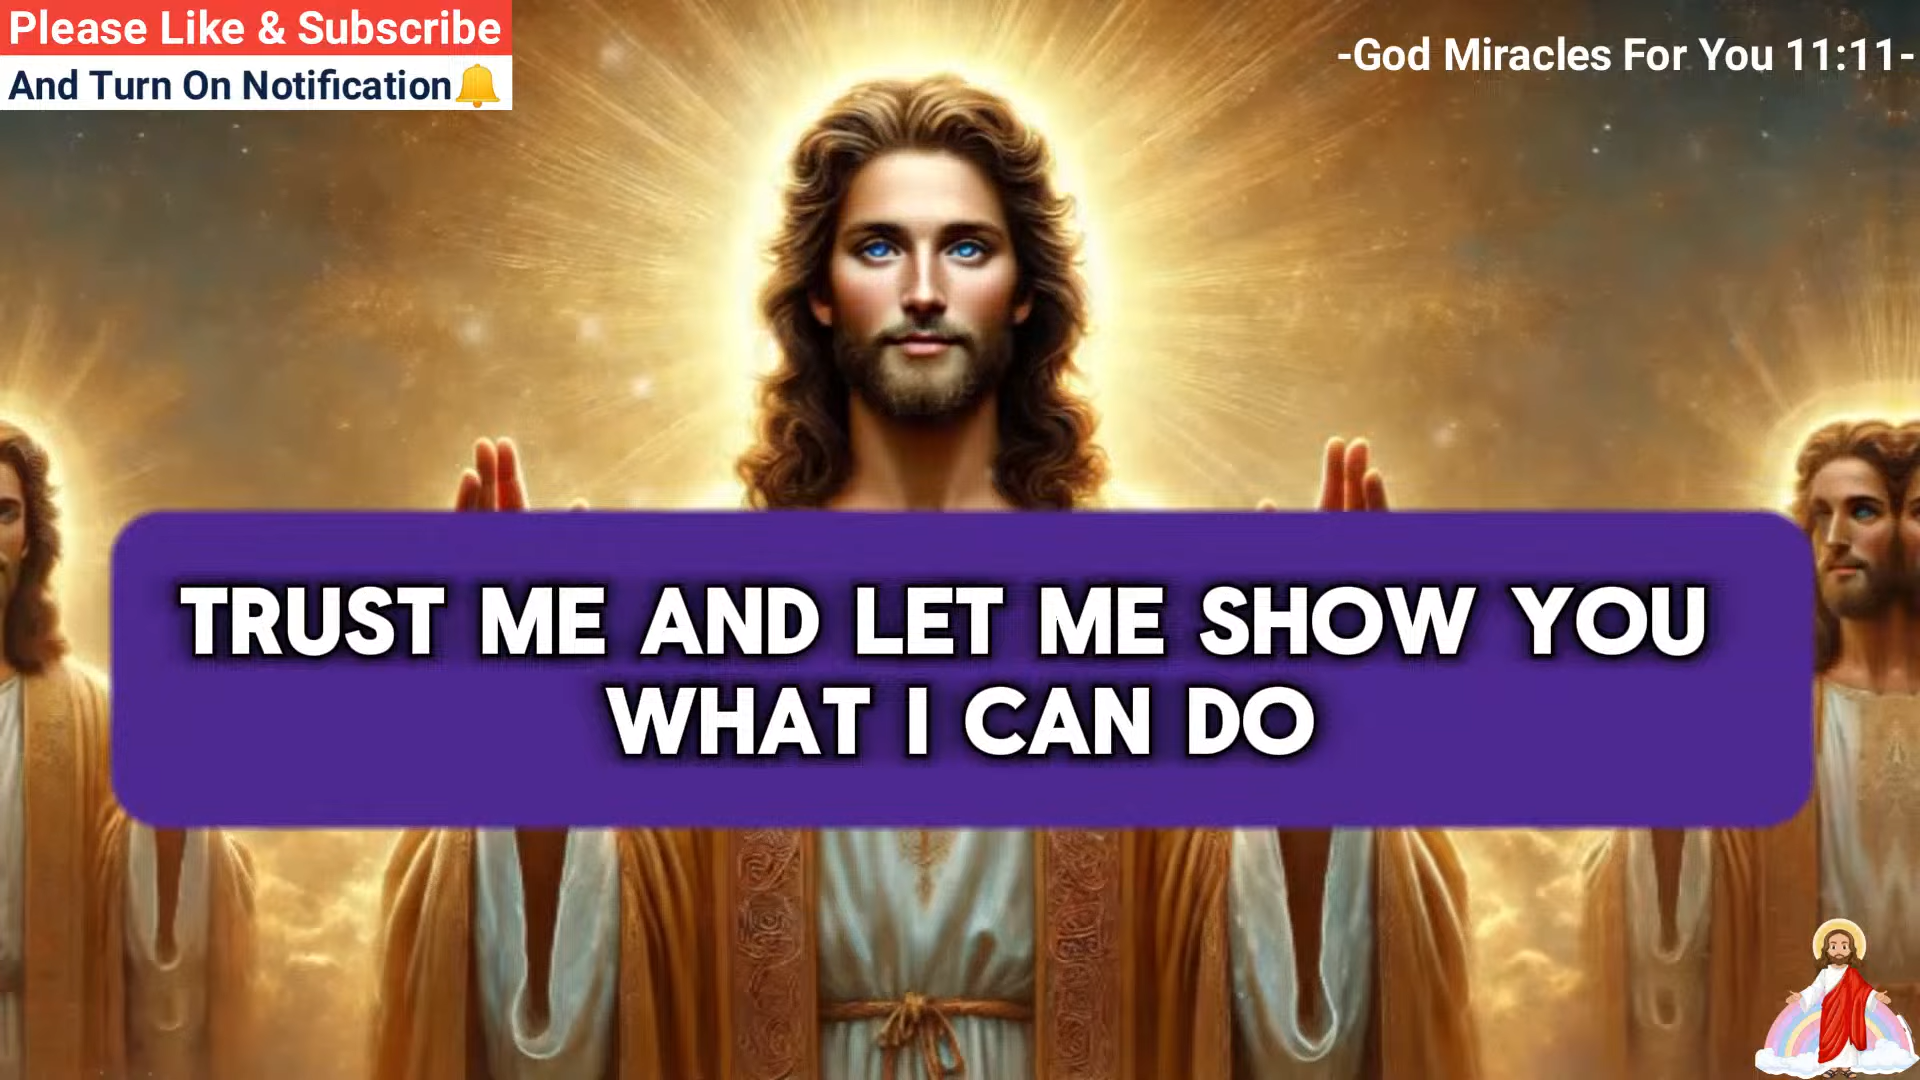 Please Like & Subscribe
And Turn On Notification🔔
-God Miracles For You 11:11-
TRUST ME AND LET ME SHOW YOU
WHAT I CAN DO